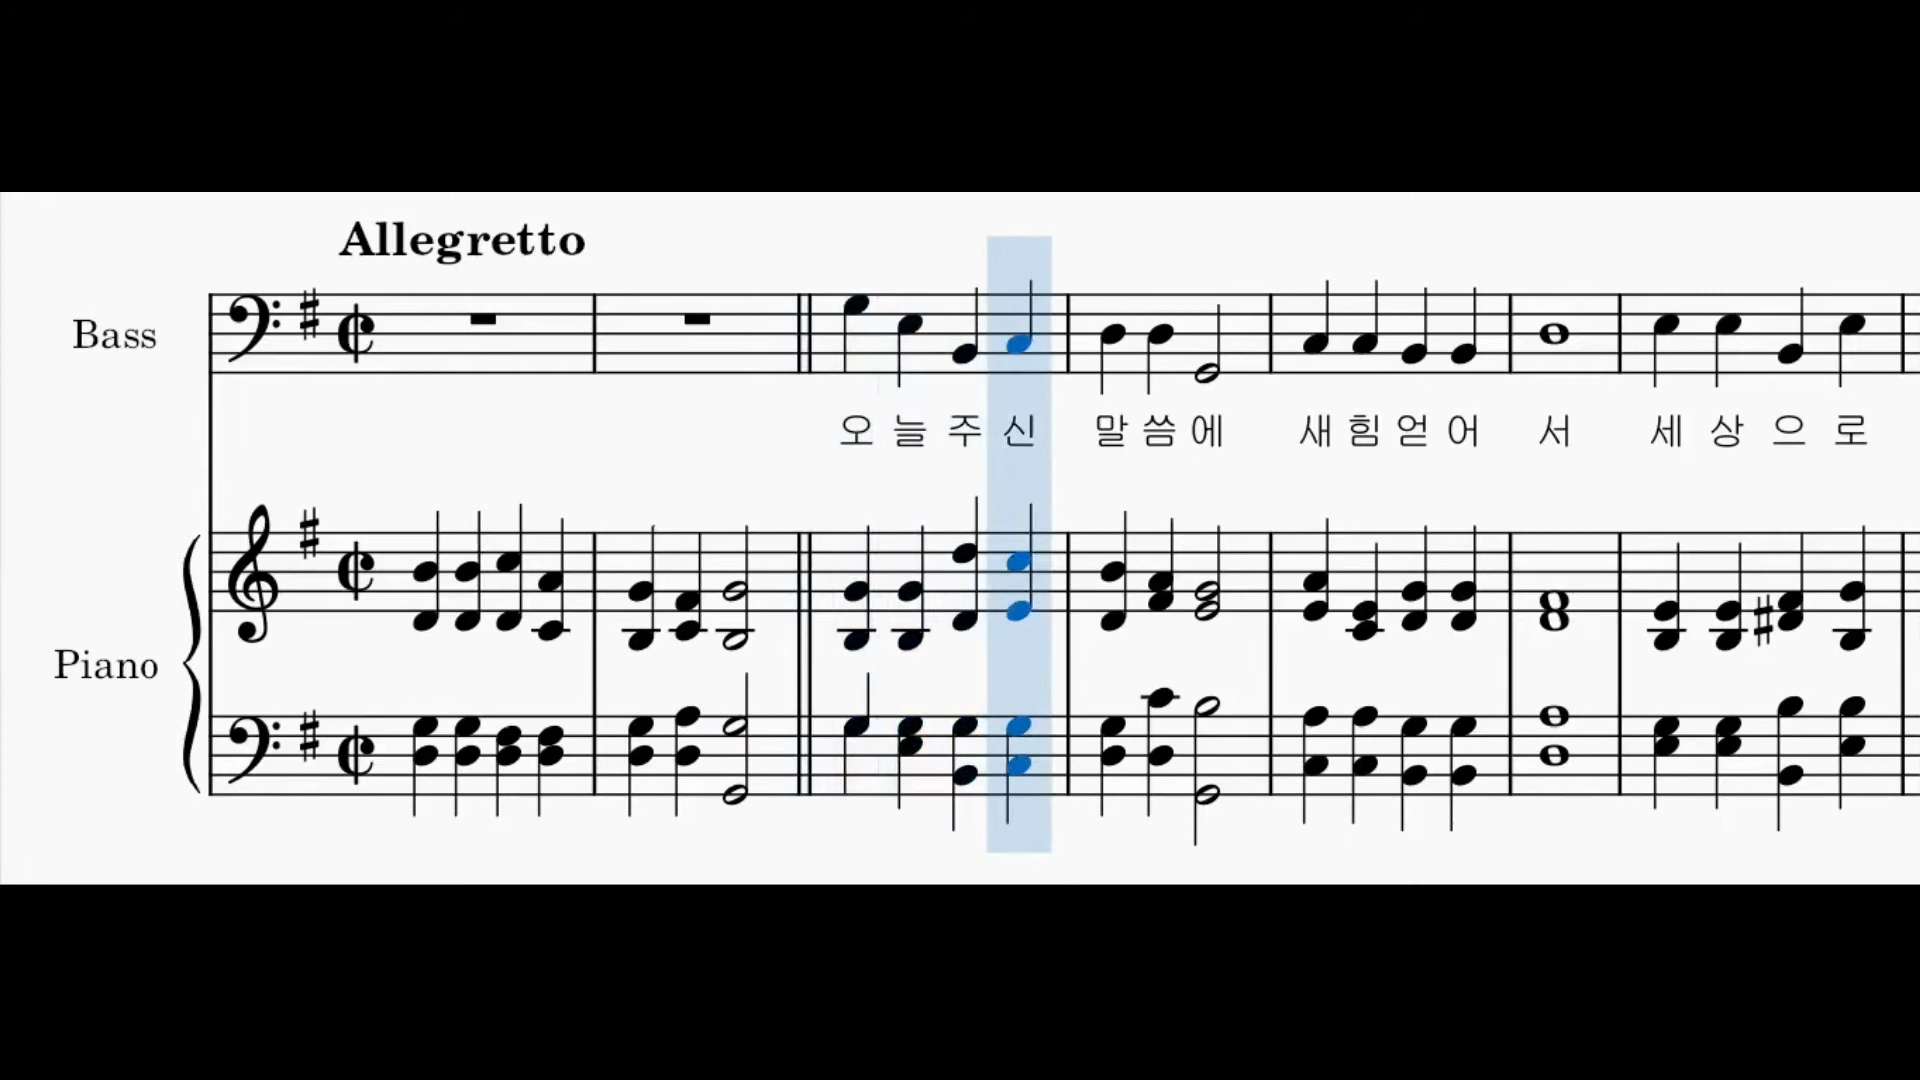 Allegretto
Bass
오 늘 주 신 말 씀 에 새 힘 얻 어 서 세 상 으 로
Piano